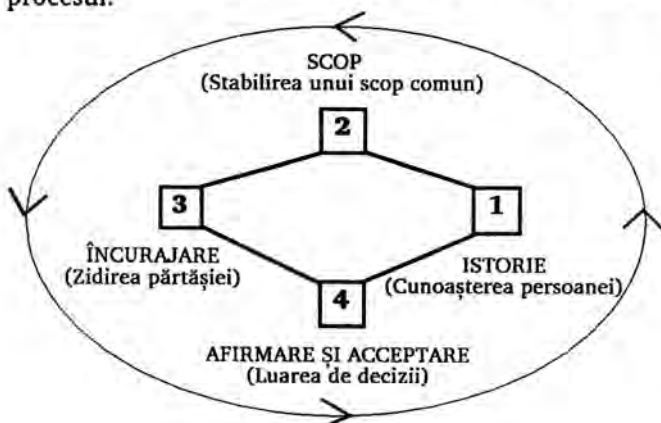 procesul.
SCOP
(Stabilirea unui scop comun)
2
3
1
ÎNCURAJARE
(Zidirea părtășiei)
ISTORIE
(Cunoașterea persoanei)
4
AFIRMARE ȘI ACCEPTARE
(Luarea de decizii)